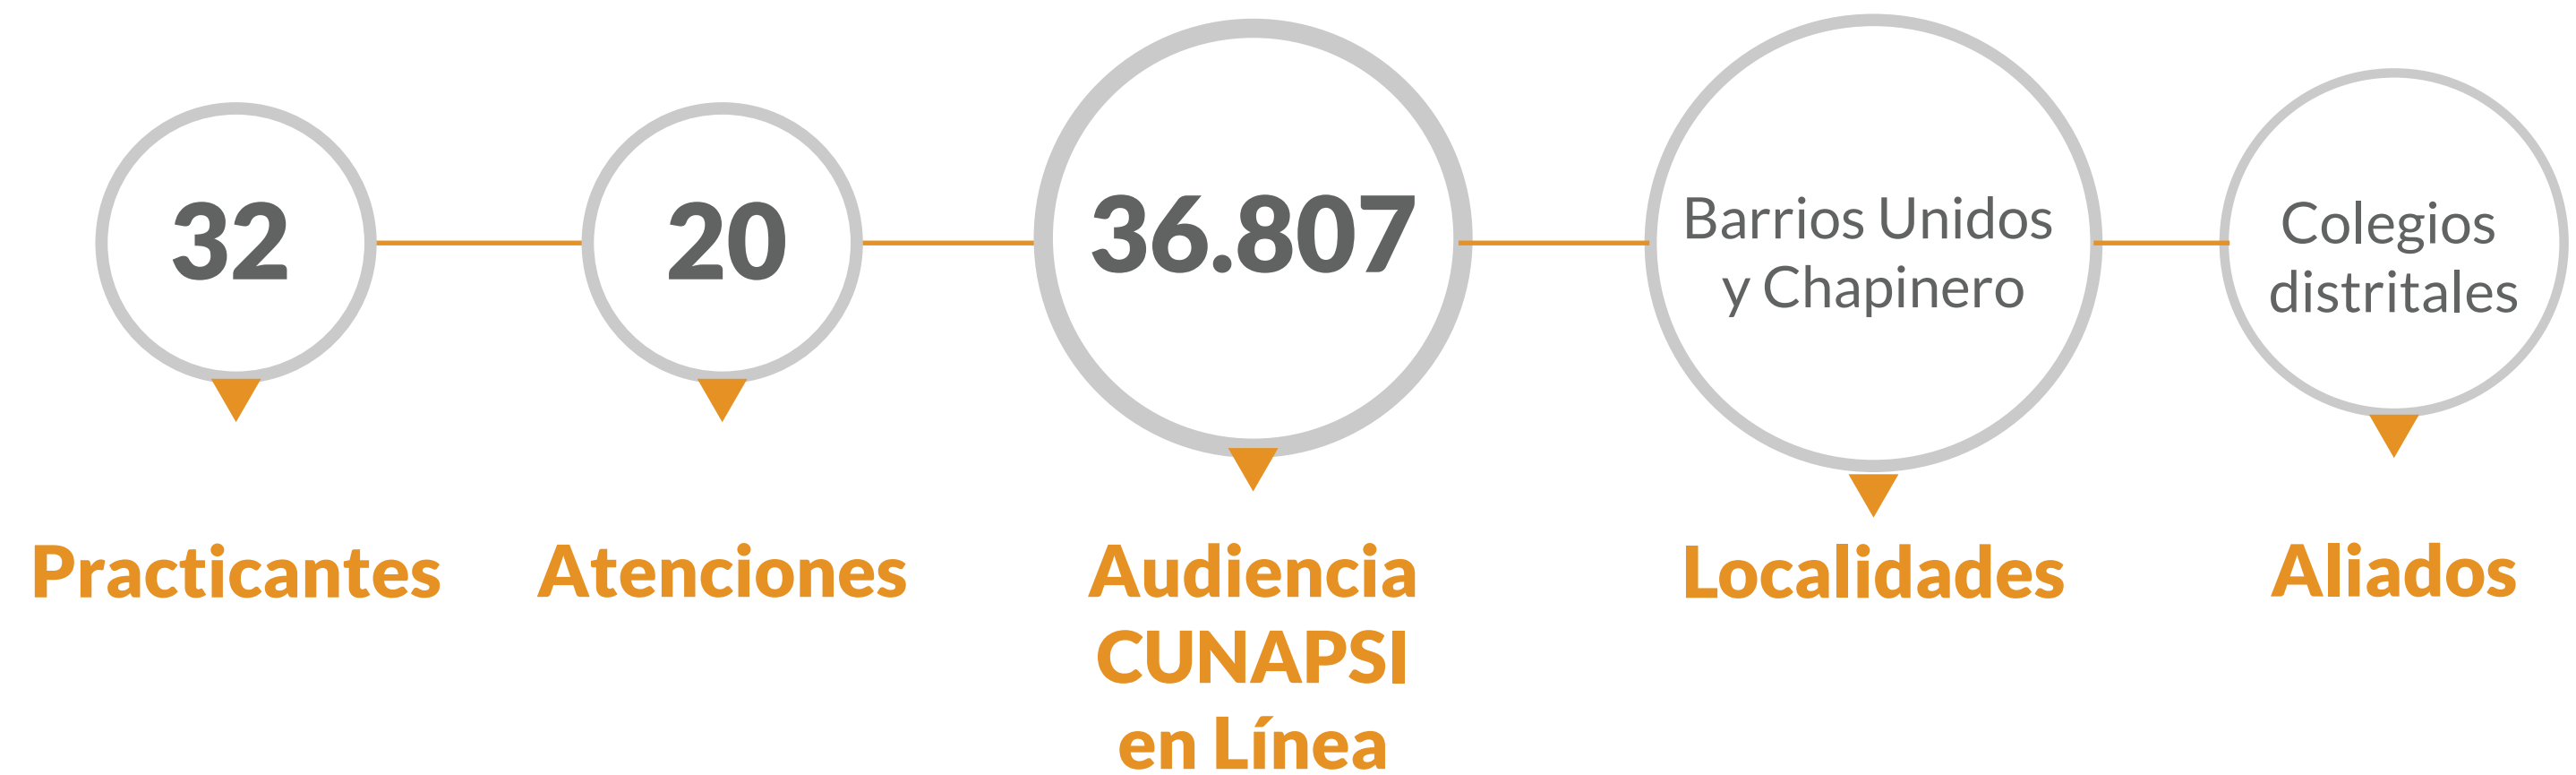 32
Practicantes
20
Atenciones
36.807
Audiencia
CUNAPSI
en Línea
Barrios Unidos
y Chapinero
Localidades
Colegios
distritales
Aliados